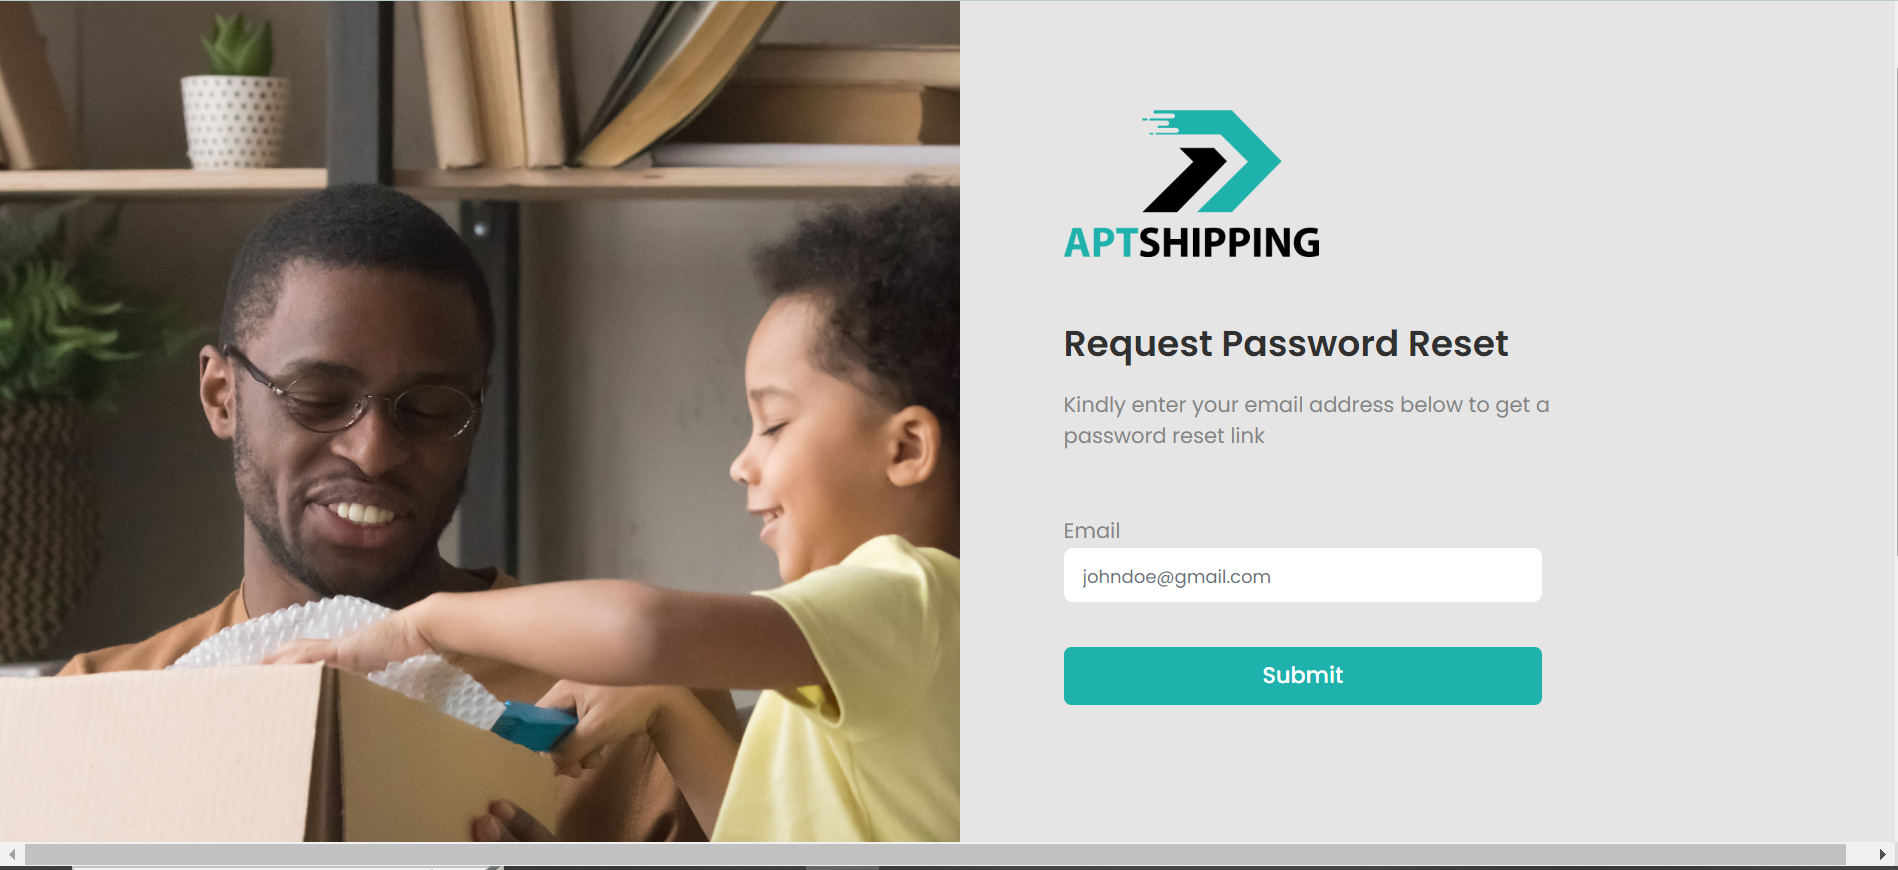 APTSHIPPING
Request Password Reset
Kindly enter your email address below to get a
password reset link
Email
johndoe@gmail.com
Submit